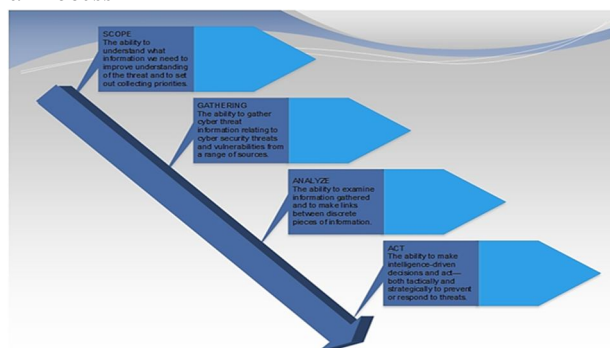 SCOPE
The ability to
understand what
information we need to
improve understanding
of the threat and to set
out collecting priorities.
GATHERING
The ability to gather
cyber threat
information relating to
cyber security threats
and vulnerabilities from
a range of sources.
ANALYZE
The ability to examine
information gathered
and to make links
between discrete
pieces of information.
ACT
The ability to make
intelligence-driven
decisions and act—
both tactically and
strategically to prevent
or respond to threats.